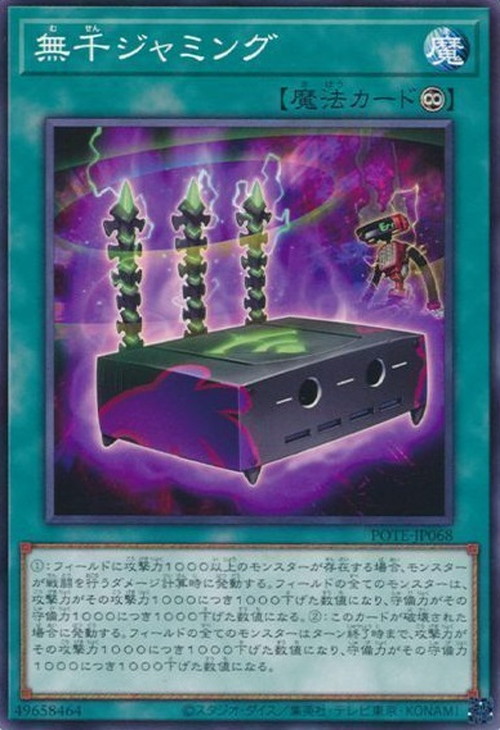 無千ジャミング
魔
【魔法カード】
Er
POTE-JP068
①：フィールドに攻撃力1000以上のモンスターが存在する場合、モンスター
が戦闘を行うダメージ計算時に発動する。フィールドの全てのモンスターは、
攻撃力がその攻撃力1000につき1000下げた数値になり、守備力がその
守備力1000につき1000下げた数値になる。②：このカードが破壊された
場合に発動する。フィールドの全てのモンスターはターン終了時まで、攻撃力が
その攻撃力1000につき1000下げた数値になり、守備力がその守備力
1000につき1000下げた数値になる。
49658464
©スタジオ・ダイス／集英社・テレビ東京・KONAMI